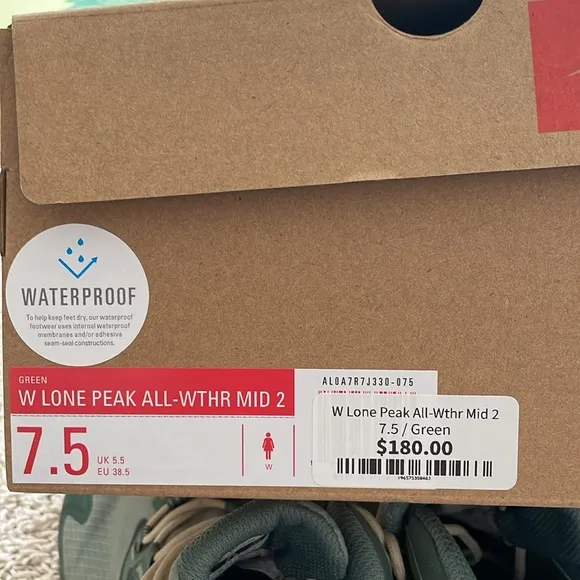 WATERPROOF
To help keep feet dry, our waterproof
footwear uses internal waterproof
membranes and/or adhesive
seam-seal constructions.
GREEN
W LONE PEAK ALL-WTHR MID 2
7.5
UK 5.5
EU 38.5
W
AL0A7R7J330-075
W Lone Peak All-Wthr Mid 2
7.5 / Green
$180.00